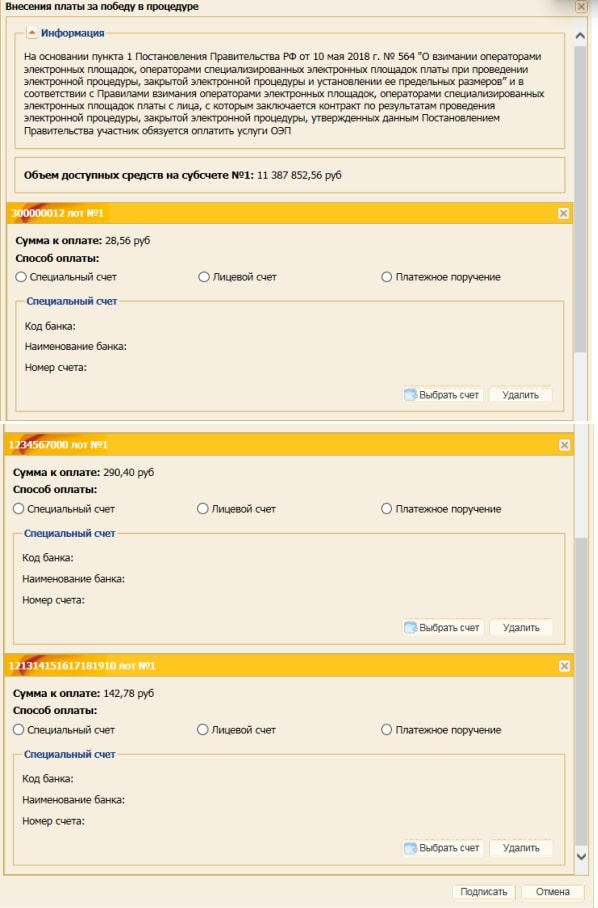 Внесения платы за победу в процедуре
Информация
На основании пункта 1 Постановления Правительства РФ от 10 мая 2018 г. № 564 "О взимании операторами
электронных площадок, операторами специализированных электронных площадок платы при проведении
электронной процедуры, закрытой электронной процедуры и установлении ее предельных размеров" и в
соответствии с Правилами взимания операторами электронных площадок, операторами специализированных
электронных площадок платы с лица, с которым заключается контракт по результатам проведения
электронной процедуры, закрытой электронной процедуры, утвержденных данным Постановлением
Правительства участник обязуется оплатить услуги ОЭП
Объем доступных средств на субсчете №1: 11 387 852,56 руб
300000012 лот №1
Сумма к оплате: 28,56 руб
Способ оплаты:
Специальный счет Лицевой счет Платежное поручение
Специальный счет
Код банка:
Наименование банка:
Номер счета:
Выбрать счет Удалить
1234567000 лот №1
Сумма к оплате: 290,40 руб
Способ оплаты:
Специальный счет Лицевой счет Платежное поручение
Специальный счет
Код банка:
Наименование банка:
Номер счета:
Выбрать счет Удалить
121314151617181910 лот №1
Сумма к оплате: 142,78 руб
Способ оплаты:
Специальный счет Лицевой счет Платежное поручение
Специальный счет
Код банка:
Наименование банка:
Номер счета:
Выбрать счет Удалить
Подписать Отмена